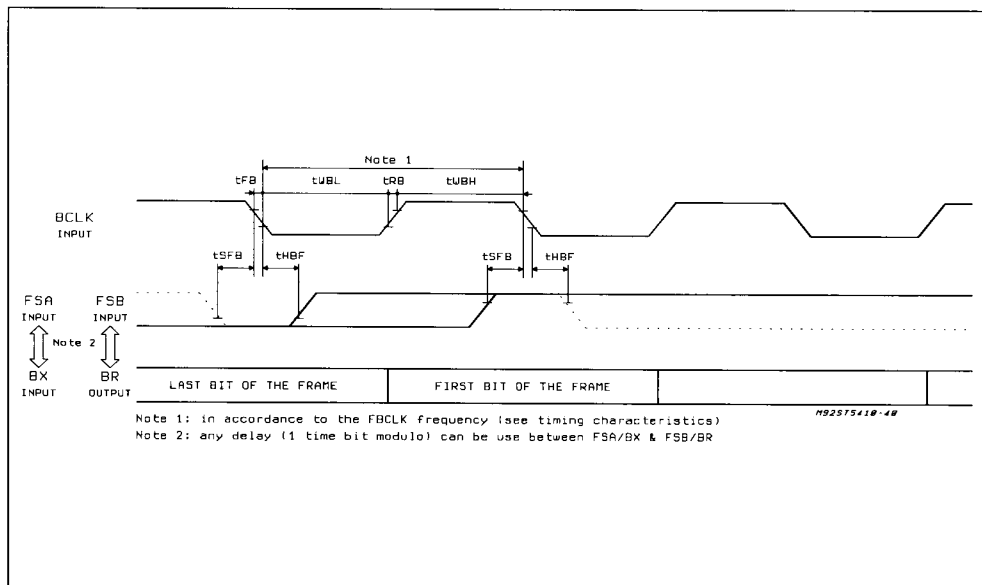 Note 1
tFB tWBL tRB tWBH
BCLK
INPUT
tSFB tHBF tSFB tHBF
FSA FSB
INPUT INPUT
Note 2
BX BR
INPUT OUTPUT
LAST BIT OF THE FRAME FIRST BIT OF THE FRAME
M92ST5410-40
Note 1: in accordance to the FBCLK frequency (see timing characteristics)
Note 2: any delay (1 time bit modulo) can be use between FSA/BX & FSB/BR